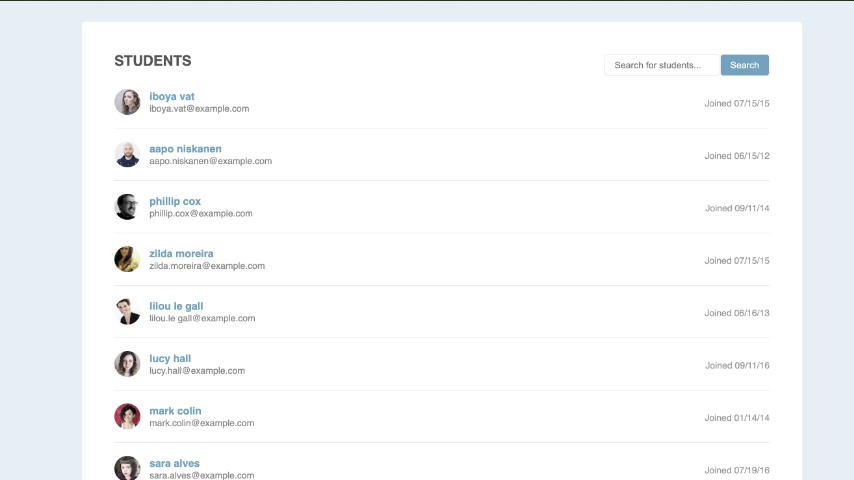 STUDENTS
Search for students...
Search
iboya vat
iboya.vat@example.com
Joined 07/15/15
aapo niskanen
aapo.niskanen@example.com
Joined 06/15/12
phillip cox
phillip.cox@example.com
Joined 09/11/14
zilda moreira
zilda.moreira@example.com
Joined 07/15/15
lilou le gall
lilou.le gall@example.com
Joined 06/16/13
lucy hall
lucy.hall@example.com
Joined 09/11/16
mark colin
mark.colin@example.com
Joined 01/14/14
sara alves
sara.alves@example.com
Joined 07/19/16